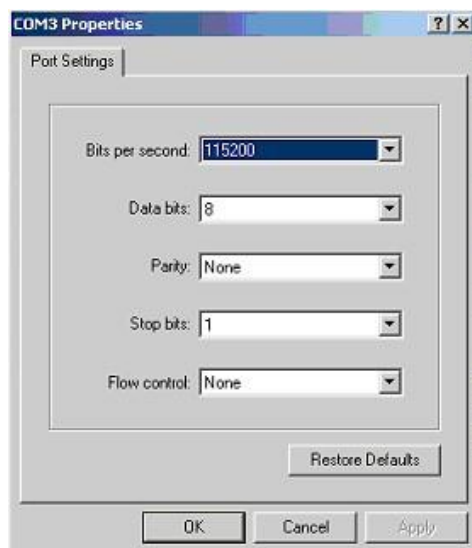 COM3 Properties
Port Settings
Bits per second: 115200
Data bits: 8
Parity: None
Stop bits: 1
Flow control: None
Restore Defaults
OK Cancel Apply